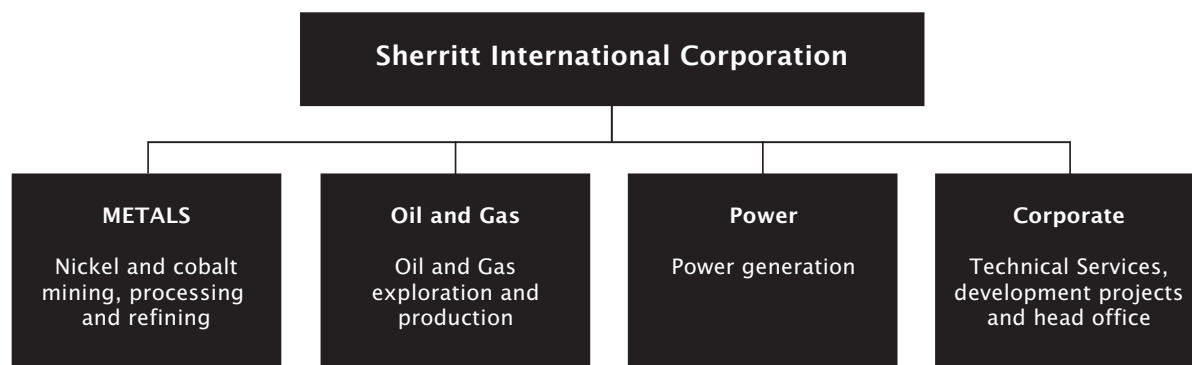 Sherritt International Corporation
METALS
Nickel and cobalt
mining, processing
and refining
Oil and Gas
Oil and Gas
exploration and
production
Power
Power generation
Corporate
Technical Services,
development projects
and head office